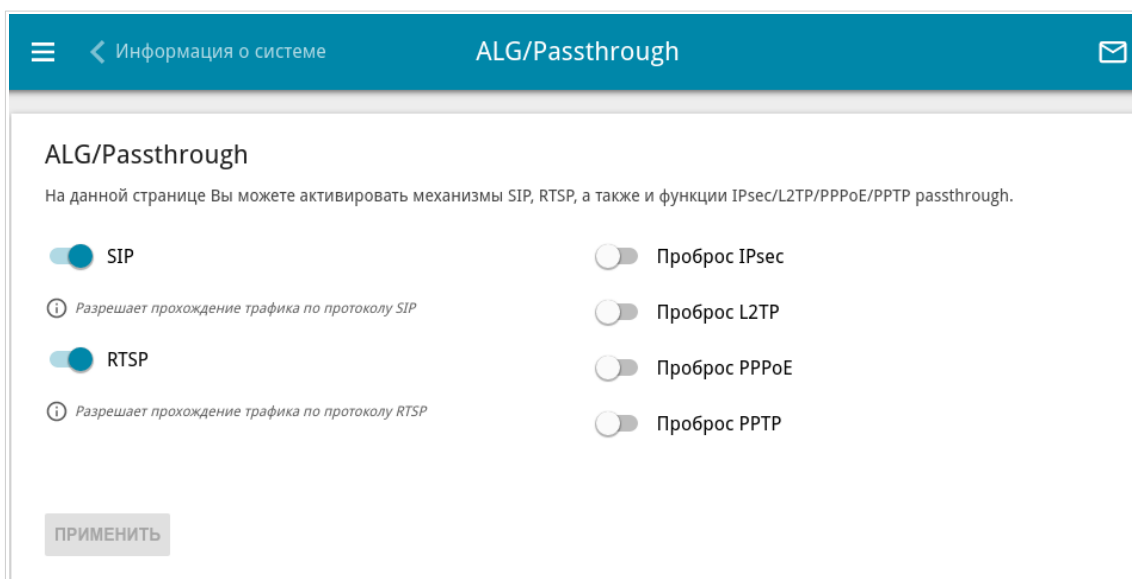 Информация о системе
ALG/Passthrough
ALG/Passthrough
На данной странице Вы можете активировать механизмы SIP, RTSP, а также и функции IPsec/L2TP/PPPoE/PPTP passthrough.
SIP
Разрешает прохождение трафика по протоколу SIP
RTSP
Разрешает прохождение трафика по протоколу RTSP
Проброс IPsec
Проброс L2TP
Проброс PPPoE
Проброс PPTP
ПРИМЕНИТЬ